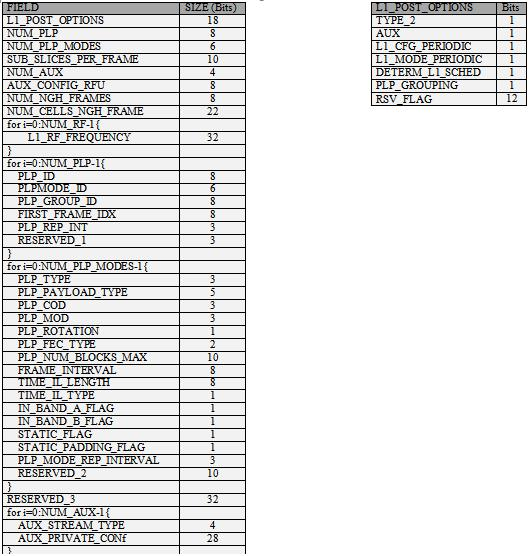 FIELD SIZE (Bits)
L1_POST_OPTIONS 18
NUM_PLP 8
NUM_PLP_MODES 6
SUB_SLICES_PER_FRAME 10
NUM_AUX 4
AUX_CONFIG_RFU 8
NUM_NGH_FRAMES 8
NUM_CELLS_NGH_FRAME 22
for i=0:NUM_RF-1{
L1_RF_FREQUENCY 32
}
for i=0:NUM_PLP-1{
PLP_ID 8
PLPMODE_ID 6
PLP_GROUP_ID 8
FIRST_FRAME_IDX 8
PLP_REP_INT 3
RESERVED_1 3
}
for i=0:NUM_PLP_MODES-1{
PLP_TYPE 3
PLP_PAYLOAD_TYPE 5
PLP_COD 3
PLP_MOD 3
PLP_ROTATION 1
PLP_FEC_TYPE 2
PLP_NUM_BLOCKS_MAX 10
FRAME_INTERVAL 8
TIME_IL_LENGTH 8
TIME_IL_TYPE 1
IN_BAND_A_FLAG 1
IN_BAND_B_FLAG 1
STATIC_FLAG 1
STATIC_PADDING_FLAG 1
PLP_MODE_REP_INTERVAL 3
RESERVED_2 10
}
RESERVED_3 32
for i=0:NUM_AUX-1{
AUX_STREAM_TYPE 4
AUX_PRIVATE_CONf 28
}
L1_POST_OPTIONS Bits
TYPE_2 1
AUX 1
L1_CFG_PERIODIC 1
L1_MODE_PERIODIC 1
DETERM_L1_SCHED 1
PLP_GROUPING 1
RSV_FLAG 12